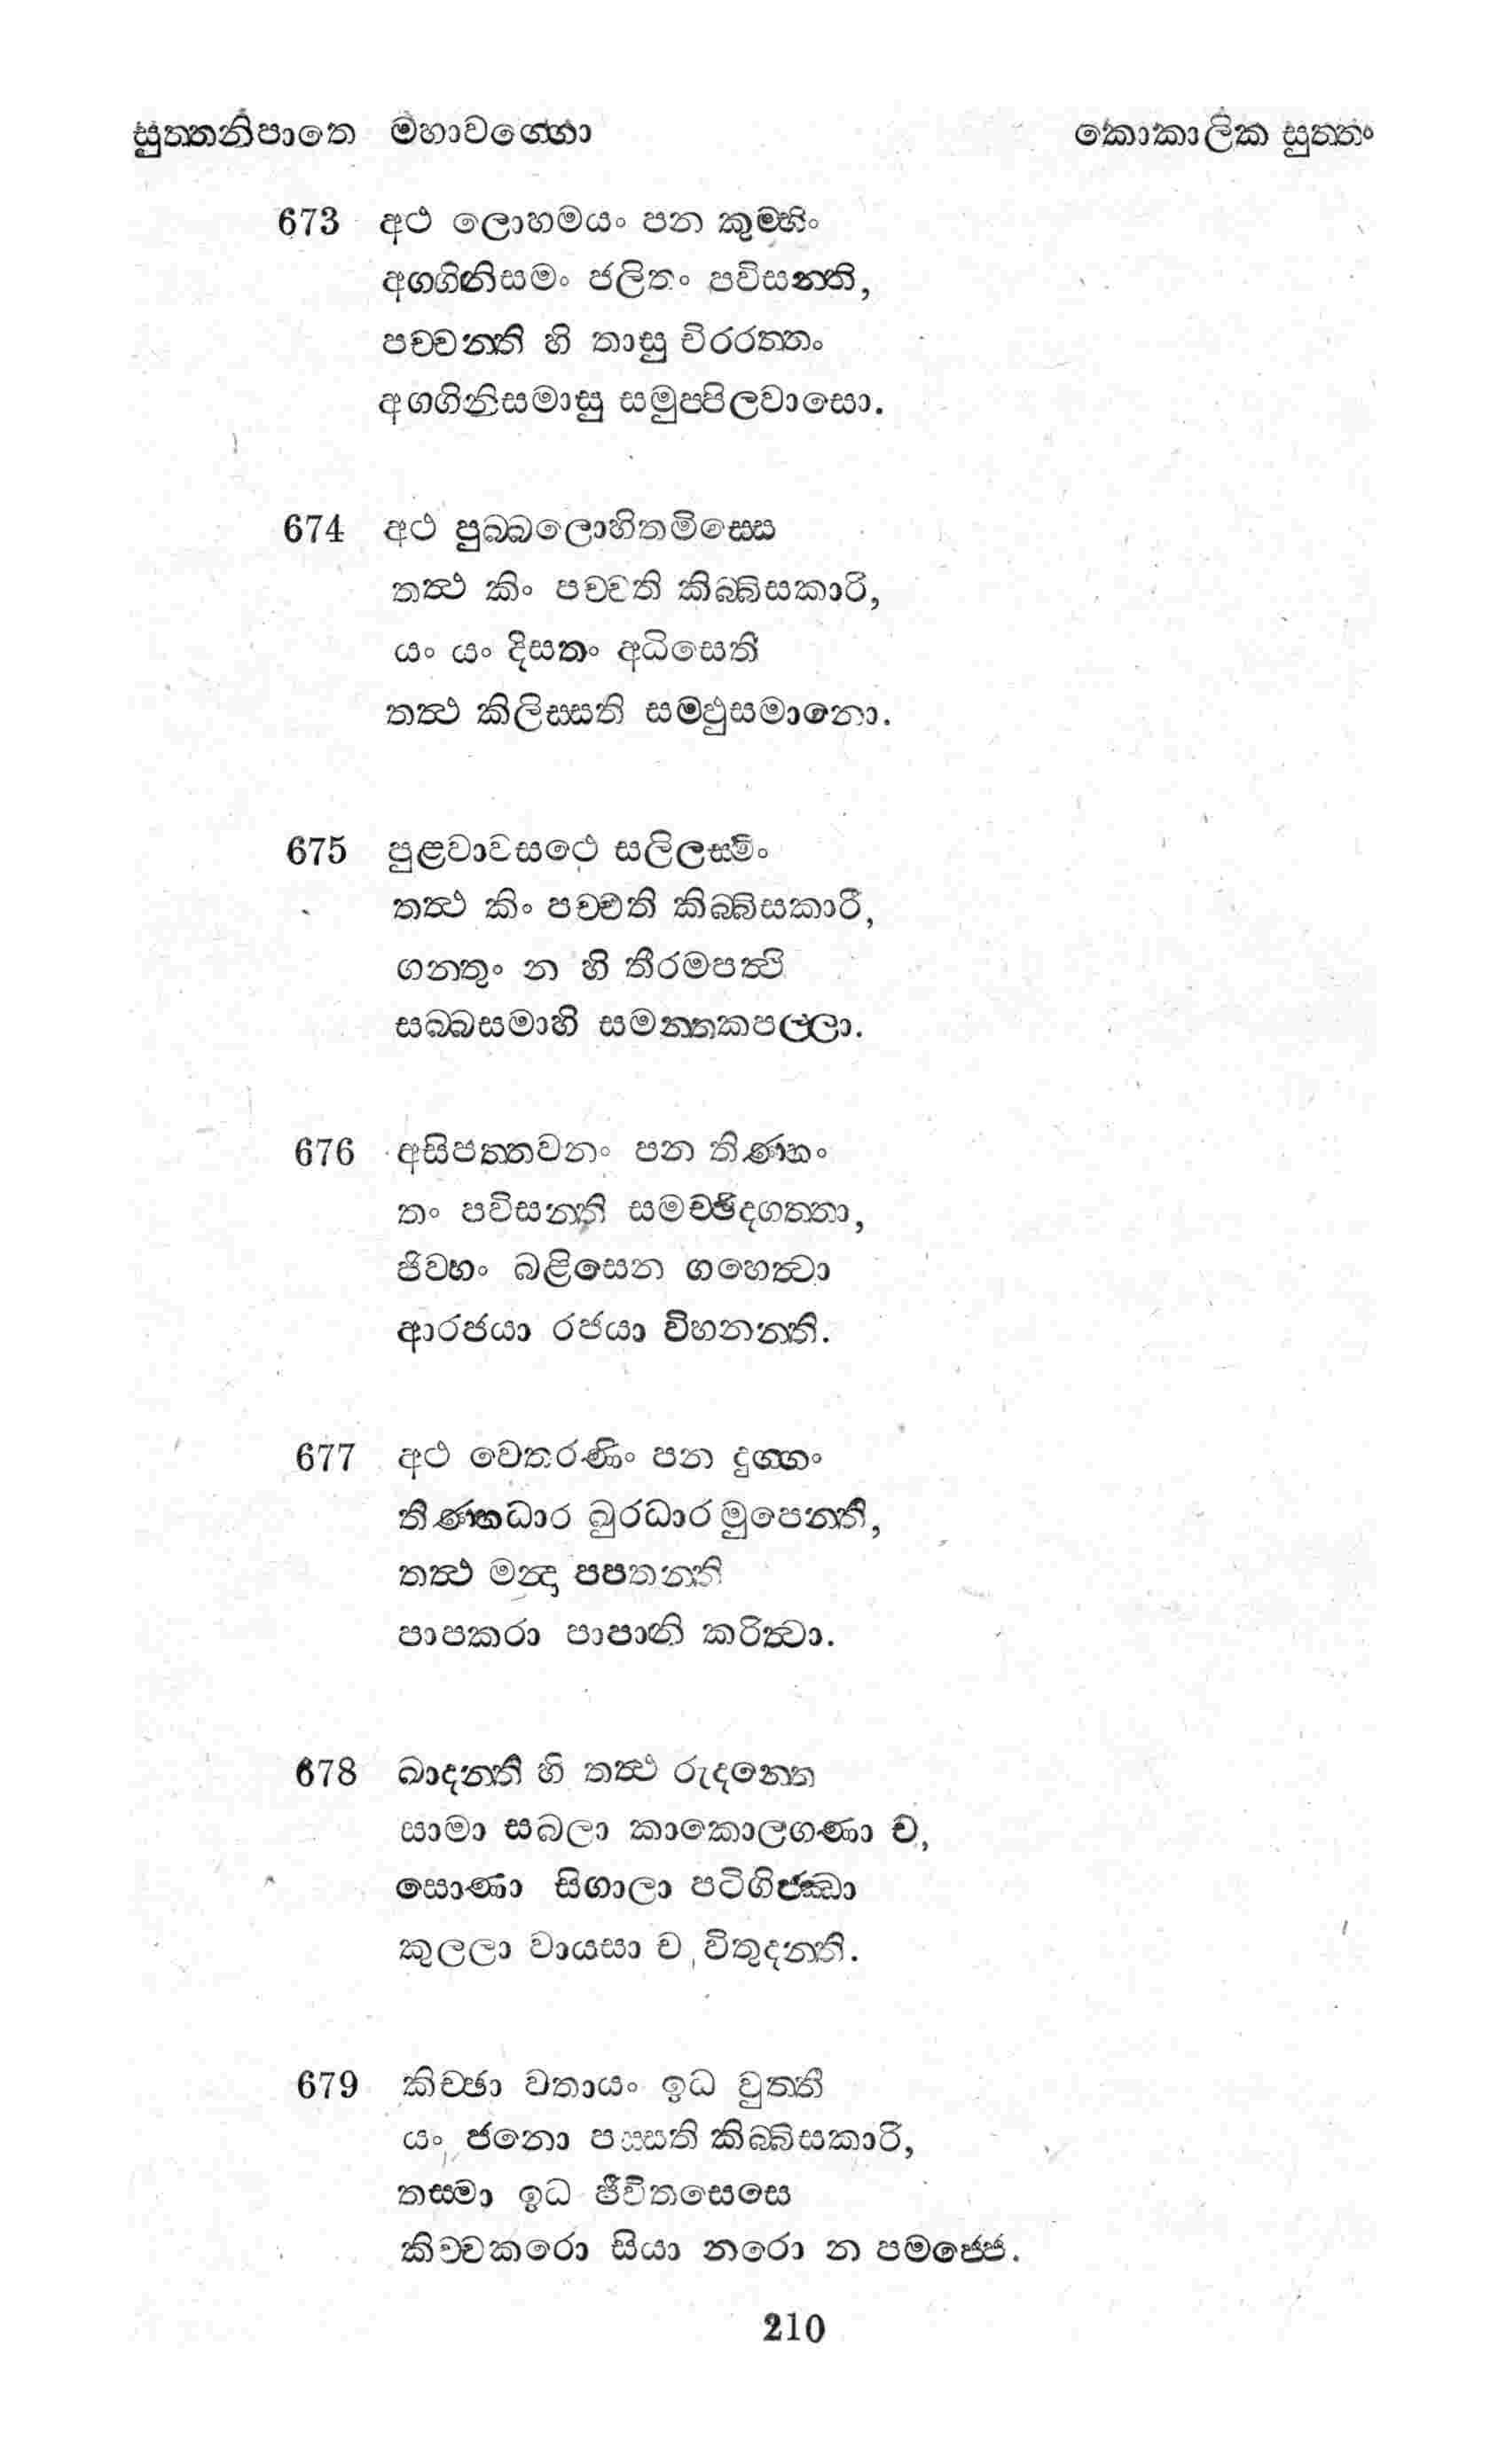 සුත්තනිපාතෙ මහාවග්ගො කොකාලික සුත්තං
673 අථ ලොහමයං පන කුම්භිං
අග්ගිනිසමං ජලිතං පවිසන්ති,
පච්චන්ති හි තාසු චිරරත්තං
අග්ගිනිසමාසු සමුප්පිලවාසො.
674 අථ පුබ්බලොහිතමිස්සෙ
තත්ථ කිං පච්චති කිබ්බිසකාරී,
යං යං දිසතං අධිසෙති
තත්ථ කිලිස්සති සම්ඵුසමානො.
675 පුළවාවසථෙ සලිලස්මිං
තත්ථ කිං පච්චති කිබ්බිසකාරී,
ගන්තුං න හි තීරමපත්ථි
සබ්බසමාහි සමන්තකපල්ලා.
676 අසිපත්තවනං පන තිණ්හං
තං පවිසන්ති සමච්ඡිදගත්තා,
ජිව්හං බළිසෙන ගහෙත්වා
ආරජයා රජයා විහනන්ති.
677 අථ වෙතරණිං පන දුග්ගං
තිණ්හධාර ඛුරධාරමුපෙන්ති,
තත්ථ මන්දා පපතන්ති
පාපකරා පාපානි කරිත්වා.
678 ඛාදන්ති හි තත්ථ රුදන්තෙ
සාමා සබලා කාකොලගණා ච,
සොණා සිගාලා පටිගිජ්ඣා
කුලලා වායසා ච විතුදන්ති.
679 කිච්ඡා වතායං ඉධ වුත්තී
යං ජනො පස්සති කිබ්බිසකාරී,
තස්මා ඉධ ජීවිතසෙසෙ
කිච්චකරො සියා නරො න පමජ්ජෙ.
210